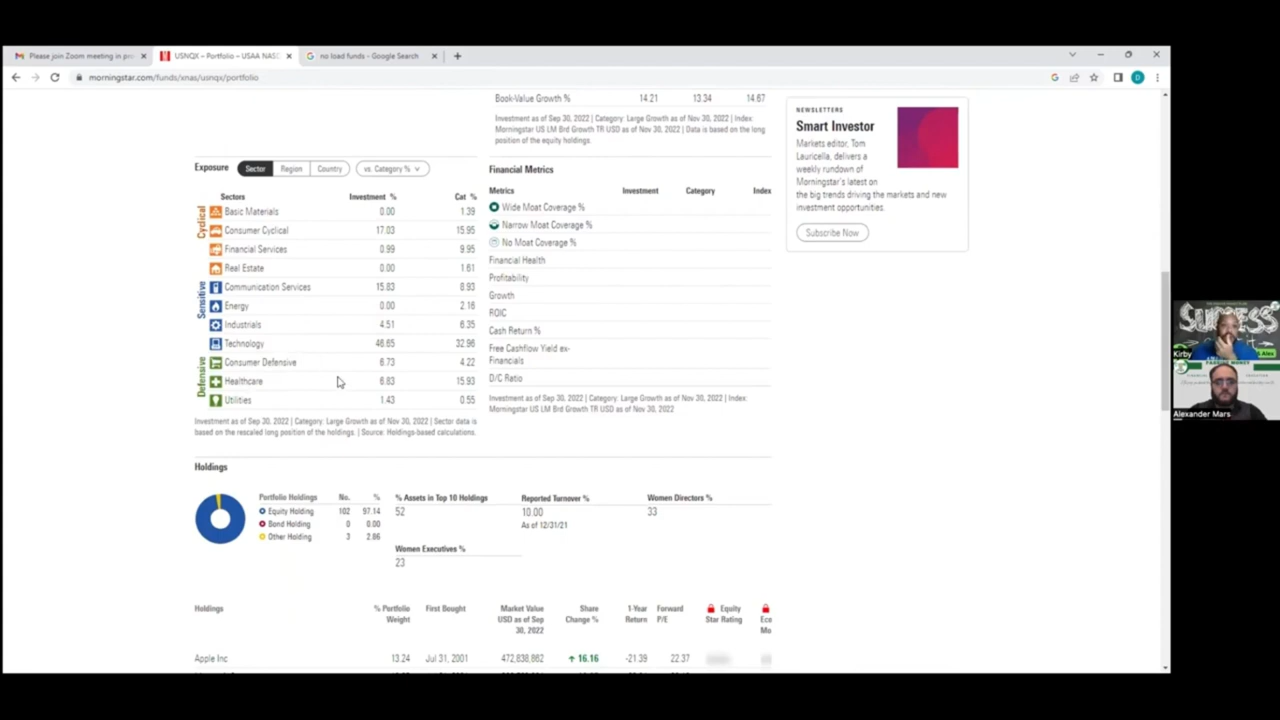 Please join Zoom meeting in pr
USNQX – Portfolio – USAA NAS
no load funds - Google Search
morningstar.com/funds/xnas/usnqx/portfolio
Book-Value Growth % 14.21 13.34 14.67
Investment as of Sep 30, 2022 | Category: Large Growth as of Nov 30, 2022 | Index:
Morningstar US LM Brd Growth TR USD as of Nov 30, 2022 | Data is based on the long
position of the equity holdings.
NEWSLETTERS
Smart Investor
Markets editor, Tom
Lauricella, delivers a
weekly rundown of
Morningstar's latest on
the big trends driving the markets and new
investment opportunities.
Subscribe Now
Exposure Sector Region Country vs. Category %
Sectors Investment % Cat %
Cyclical
Basic Materials 0.00 1.39
Consumer Cyclical 17.03 15.95
Financial Services 0.99 9.95
Real Estate 0.00 1.61
Sensitive
Communication Services 15.83 8.93
Energy 0.00 2.16
Industrials 4.51 6.35
Technology 46.65 32.96
Defensive
Consumer Defensive 6.73 4.22
Healthcare 6.83 15.93
Utilities 1.43 0.55
Investment as of Sep 30, 2022 | Category: Large Growth as of Nov 30, 2022 | Sector data is
based on the rescaled long position of the holdings. | Source: Holdings-based calculations.
Financial Metrics
Metrics Investment Category Index
Wide Moat Coverage %
Narrow Moat Coverage %
No Moat Coverage %
Financial Health
Profitability
Growth
ROIC
Cash Return %
Free Cashflow Yield ex-
Financials
D/C Ratio
Investment as of Sep 30, 2022 | Category: Large Growth as of Nov 30, 2022 | Index:
Morningstar US LM Brd Growth TR USD as of Nov 30, 2022
Holdings
Portfolio Holdings No. %
Equity Holding 102 97.14
Bond Holding 0 0.00
Other Holding 3 2.86
% Assets in Top 10 Holdings
52
Reported Turnover %
10.00
As of 12/31/21
Women Directors %
33
Women Executives %
23
Holdings
% Portfolio
Weight
First Bought
Market Value
USD as of Sep
30, 2022
Share
Change %
1-Year
Return
Forward
P/E
Equity
Star Rating
Eco
Mo
Apple Inc 13.24 Jul 31, 2001 472,838,862 16.16 -21.39 22.37
SUCCESS
Kirby
Alex
Alexander Mars